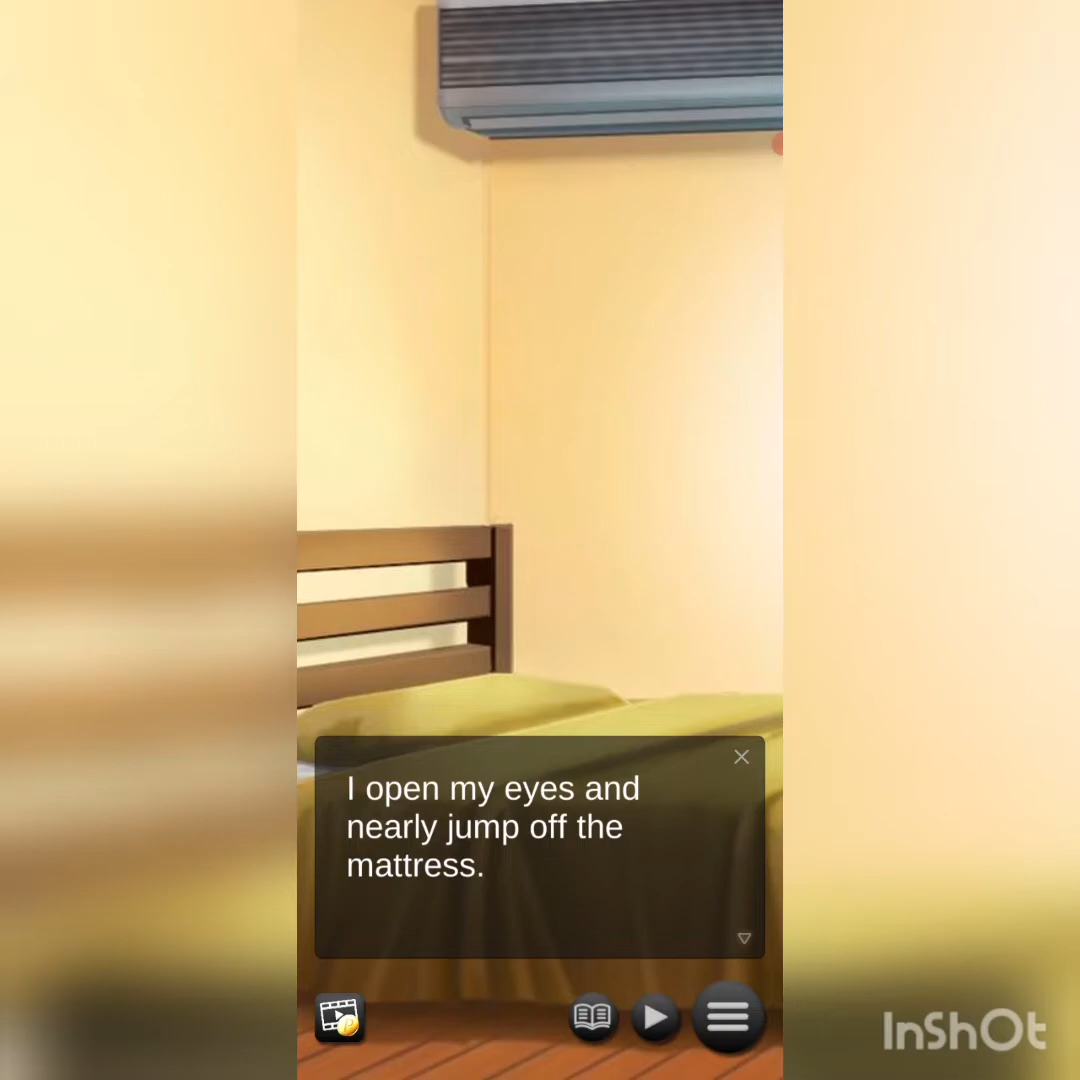 I open my eyes and
nearly jump off the
mattress.
P
InShOt